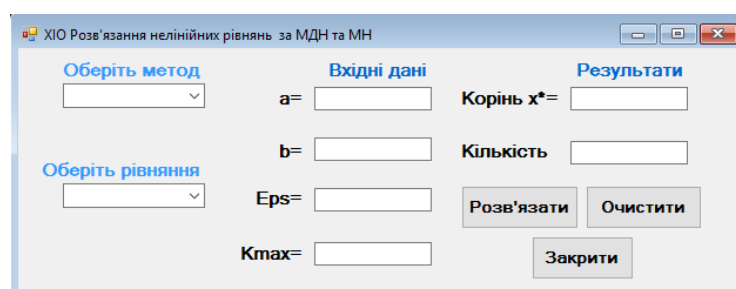 ХІО Розв'язання нелінійних рівнянь за МДН та МН
Оберіть метод
Вхідні дані
Результати
a=
Корінь x*=
b=
Кількість
Оберіть рівняння
Eps=
Розв'язати
Очистити
Kmax=
Закрити